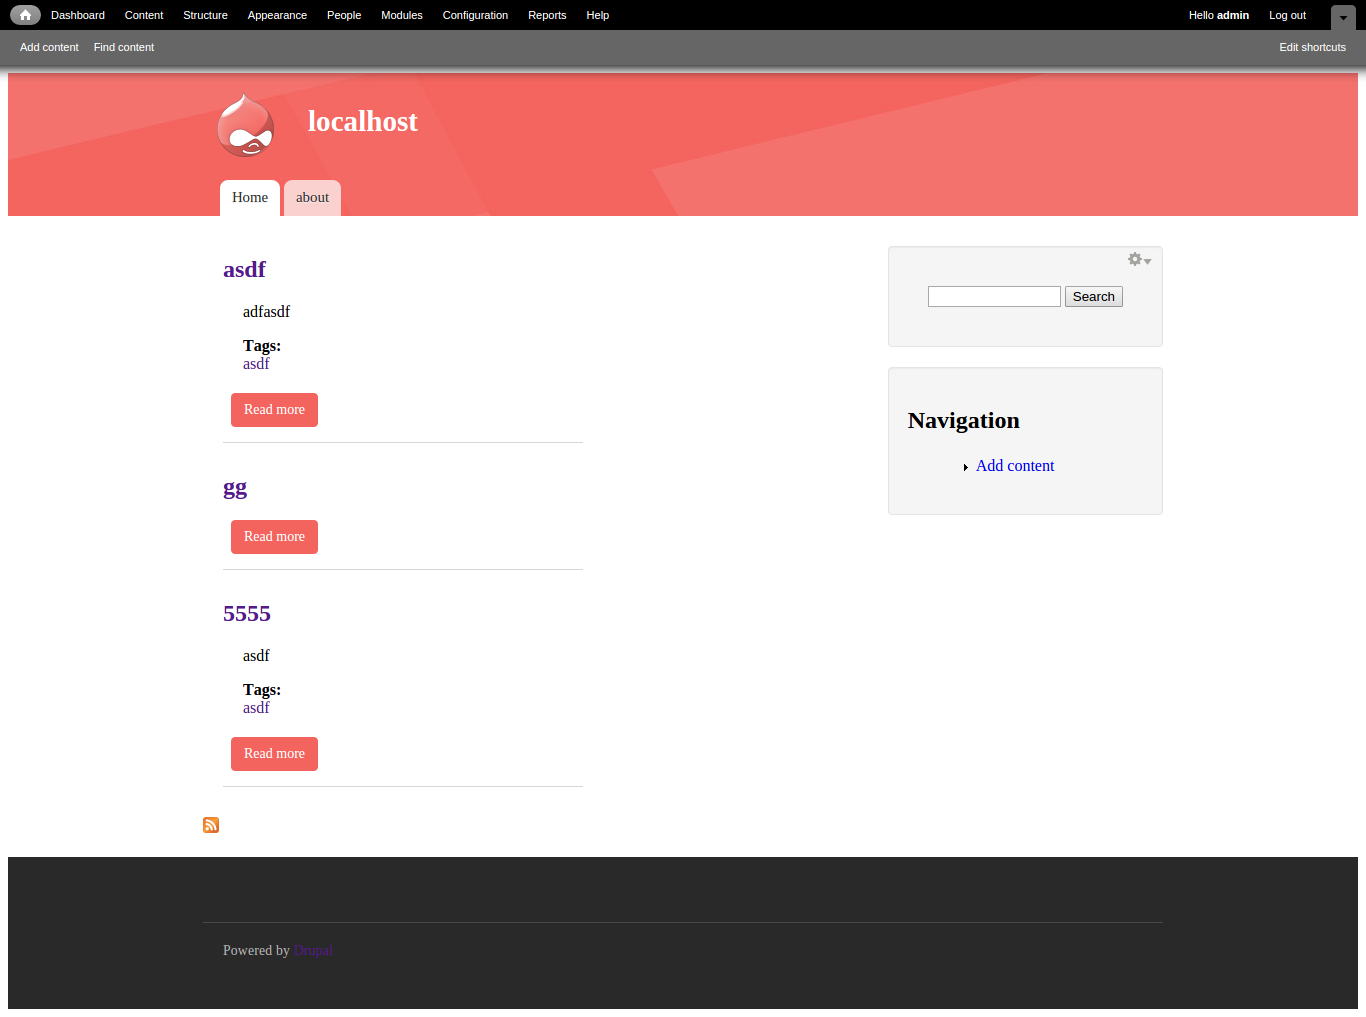 Dashboard Content Structure Appearance People Modules Configuration Reports Help Hello admin Log out
Add content Find content Edit shortcuts
localhost
Home about
asdf
adfasdf
Tags:
asdf
Read more
gg
Read more
5555
asdf
Tags:
asdf
Read more
Search
Navigation
Add content
Powered by Drupal